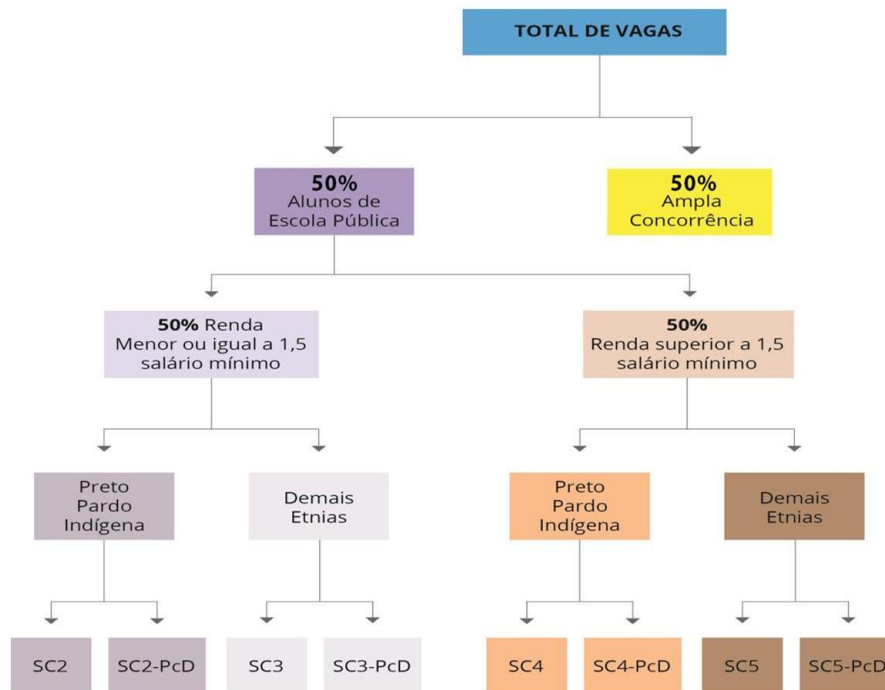 TOTAL DE VAGAS
50%
Alunos de
Escola Pública
50%
Ampla
Concorrência
50% Renda
Menor ou igual a 1,5
salário mínimo
50%
Renda superior a 1,5
salário mínimo
Preto
Pardo
Indígena
Demais
Etnias
Preto
Pardo
Indígena
Demais
Etnias
SC2
SC2-PcD
SC3
SC3-PcD
SC4
SC4-PcD
SC5
SC5-PcD